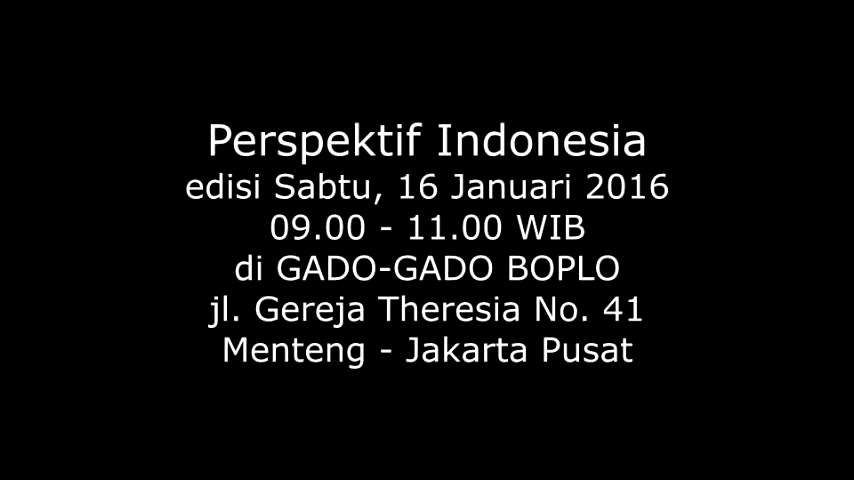 Perspektif Indonesia
edisi Sabtu, 16 Januari 2016
09.00 - 11.00 WIB
di GADO-GADO BOPLO
jl. Gereja Theresia No. 41
Menteng - Jakarta Pusat